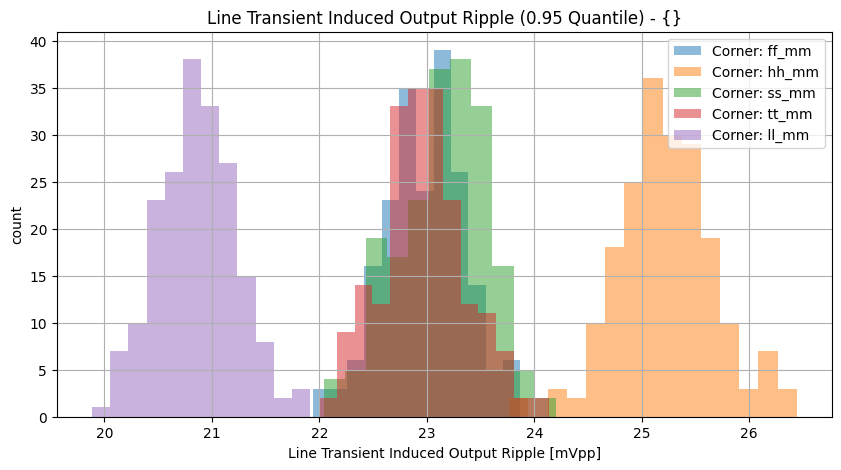 Line Transient Induced Output Ripple (0.95 Quantile) - {}
40
35
30
25
20
15
10
5
0
count
Corner: ff_mm
Corner: hh_mm
Corner: ss_mm
Corner: tt_mm
Corner: ll_mm
20 21 22 23 24 25 26
Line Transient Induced Output Ripple [mVpp]